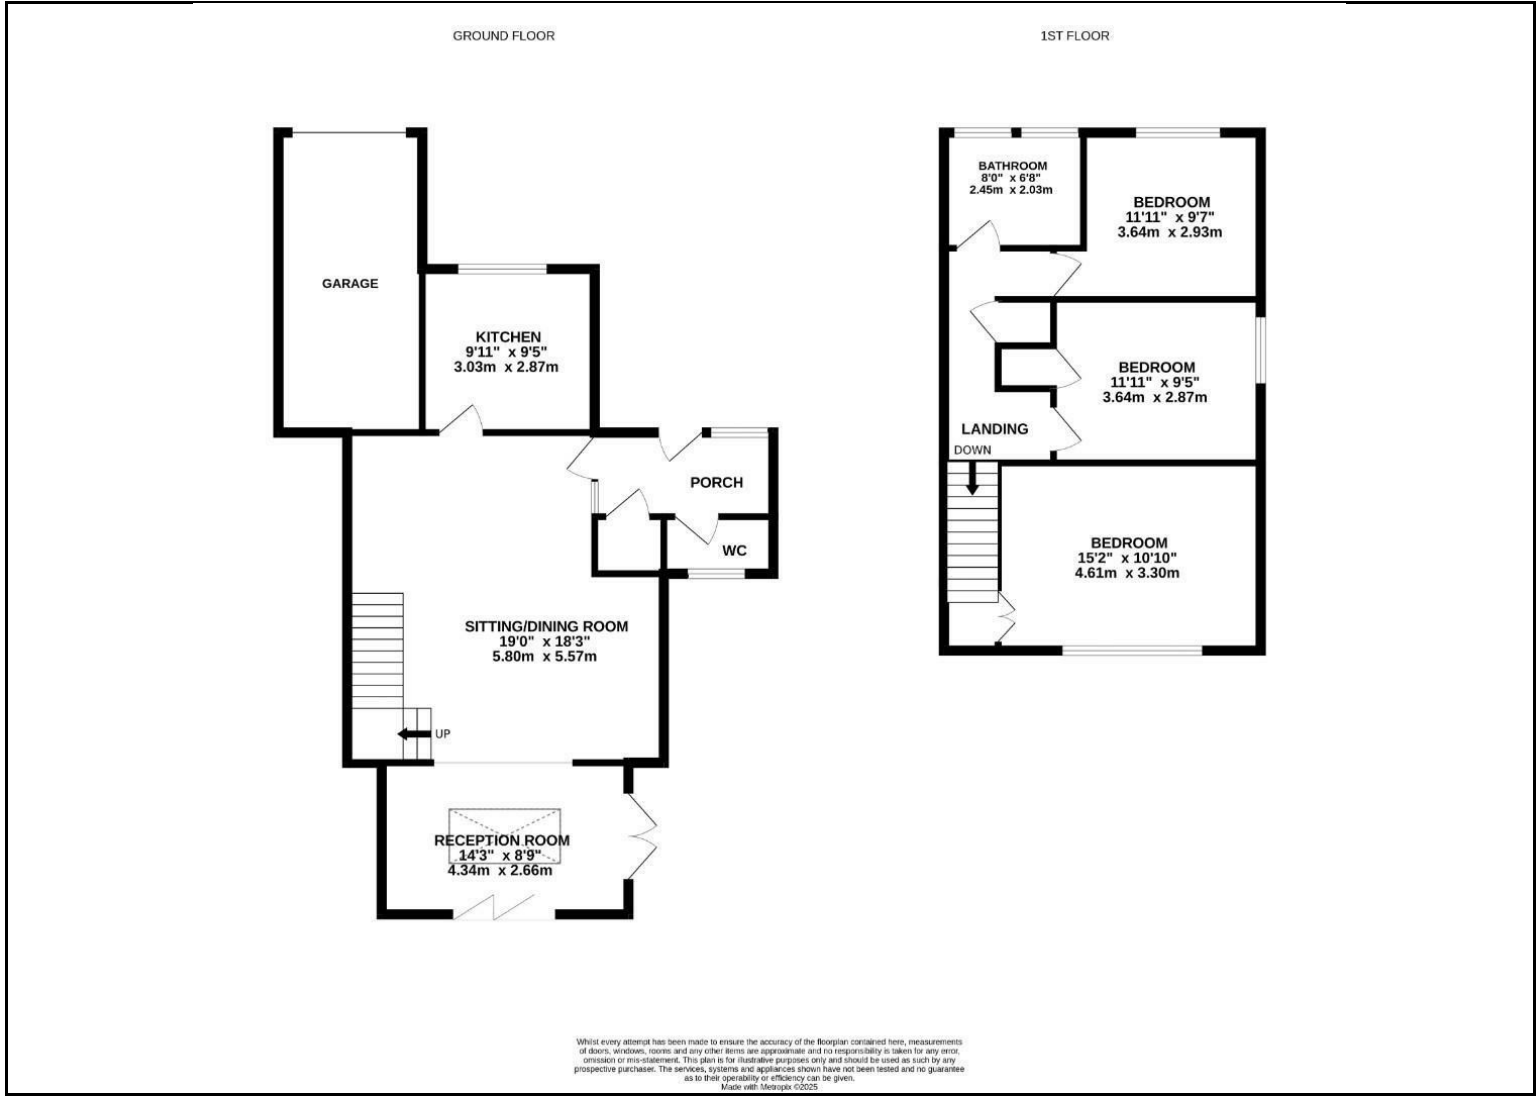 GROUND FLOOR
GARAGE
KITCHEN
9'11" x 9'5"
3.03m x 2.87m
PORCH
WC
SITTING/DINING ROOM
19'0" x 18'3"
5.80m x 5.57m
UP
RECEPTION ROOM
14'3" x 8'9"
4.34m x 2.66m
1ST FLOOR
BATHROOM
8'0" x 6'8"
2.45m x 2.03m
BEDROOM
11'11" x 9'7"
3.64m x 2.93m
BEDROOM
11'11" x 9'5"
3.64m x 2.87m
LANDING
DOWN
BEDROOM
15'2" x 10'10"
4.61m x 3.30m
Whilst every attempt has been made to ensure the accuracy of the floorplan contained here, measurements
of doors, windows, rooms and any other items are approximate and no responsibility is taken for any error,
omission or mis-statement. This plan is for illustrative purposes only and should be used as such by any
prospective purchaser. The services, systems and appliances shown have not been tested and no guarantee
as to their operability or efficiency can be given.
Made with Metropix ©2025